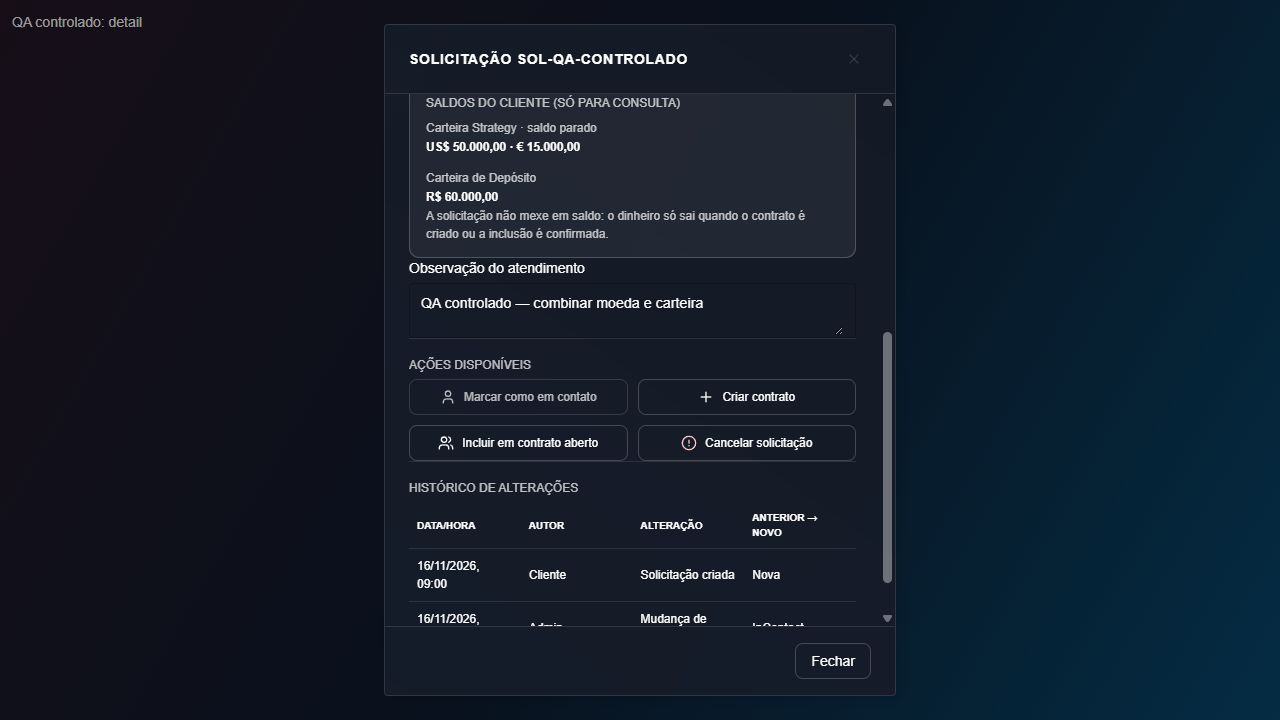 QA controlado: detail
SOLICITAÇÃO SOL-QA-CONTROLADO
SALDOS DO CLIENTE (SÓ PARA CONSULTA)
Carteira Strategy · saldo parado
US$ 50.000,00 · € 15.000,00
Carteira de Depósito
R$ 60.000,00
A solicitação não mexe em saldo: o dinheiro só sai quando o contrato é
criado ou a inclusão é confirmada.
Observação do atendimento
QA controlado — combinar moeda e carteira
AÇÕES DISPONÍVEIS
Marcar como em contato
Criar contrato
Incluir em contrato aberto
Cancelar solicitação
HISTÓRICO DE ALTERAÇÕES
DATA/HORA AUTOR ALTERAÇÃO ANTERIOR → NOVO
16/11/2026, 09:00 Cliente Solicitação criada Nova
16/11/2026, Admin Mudança de InContact
Fechar